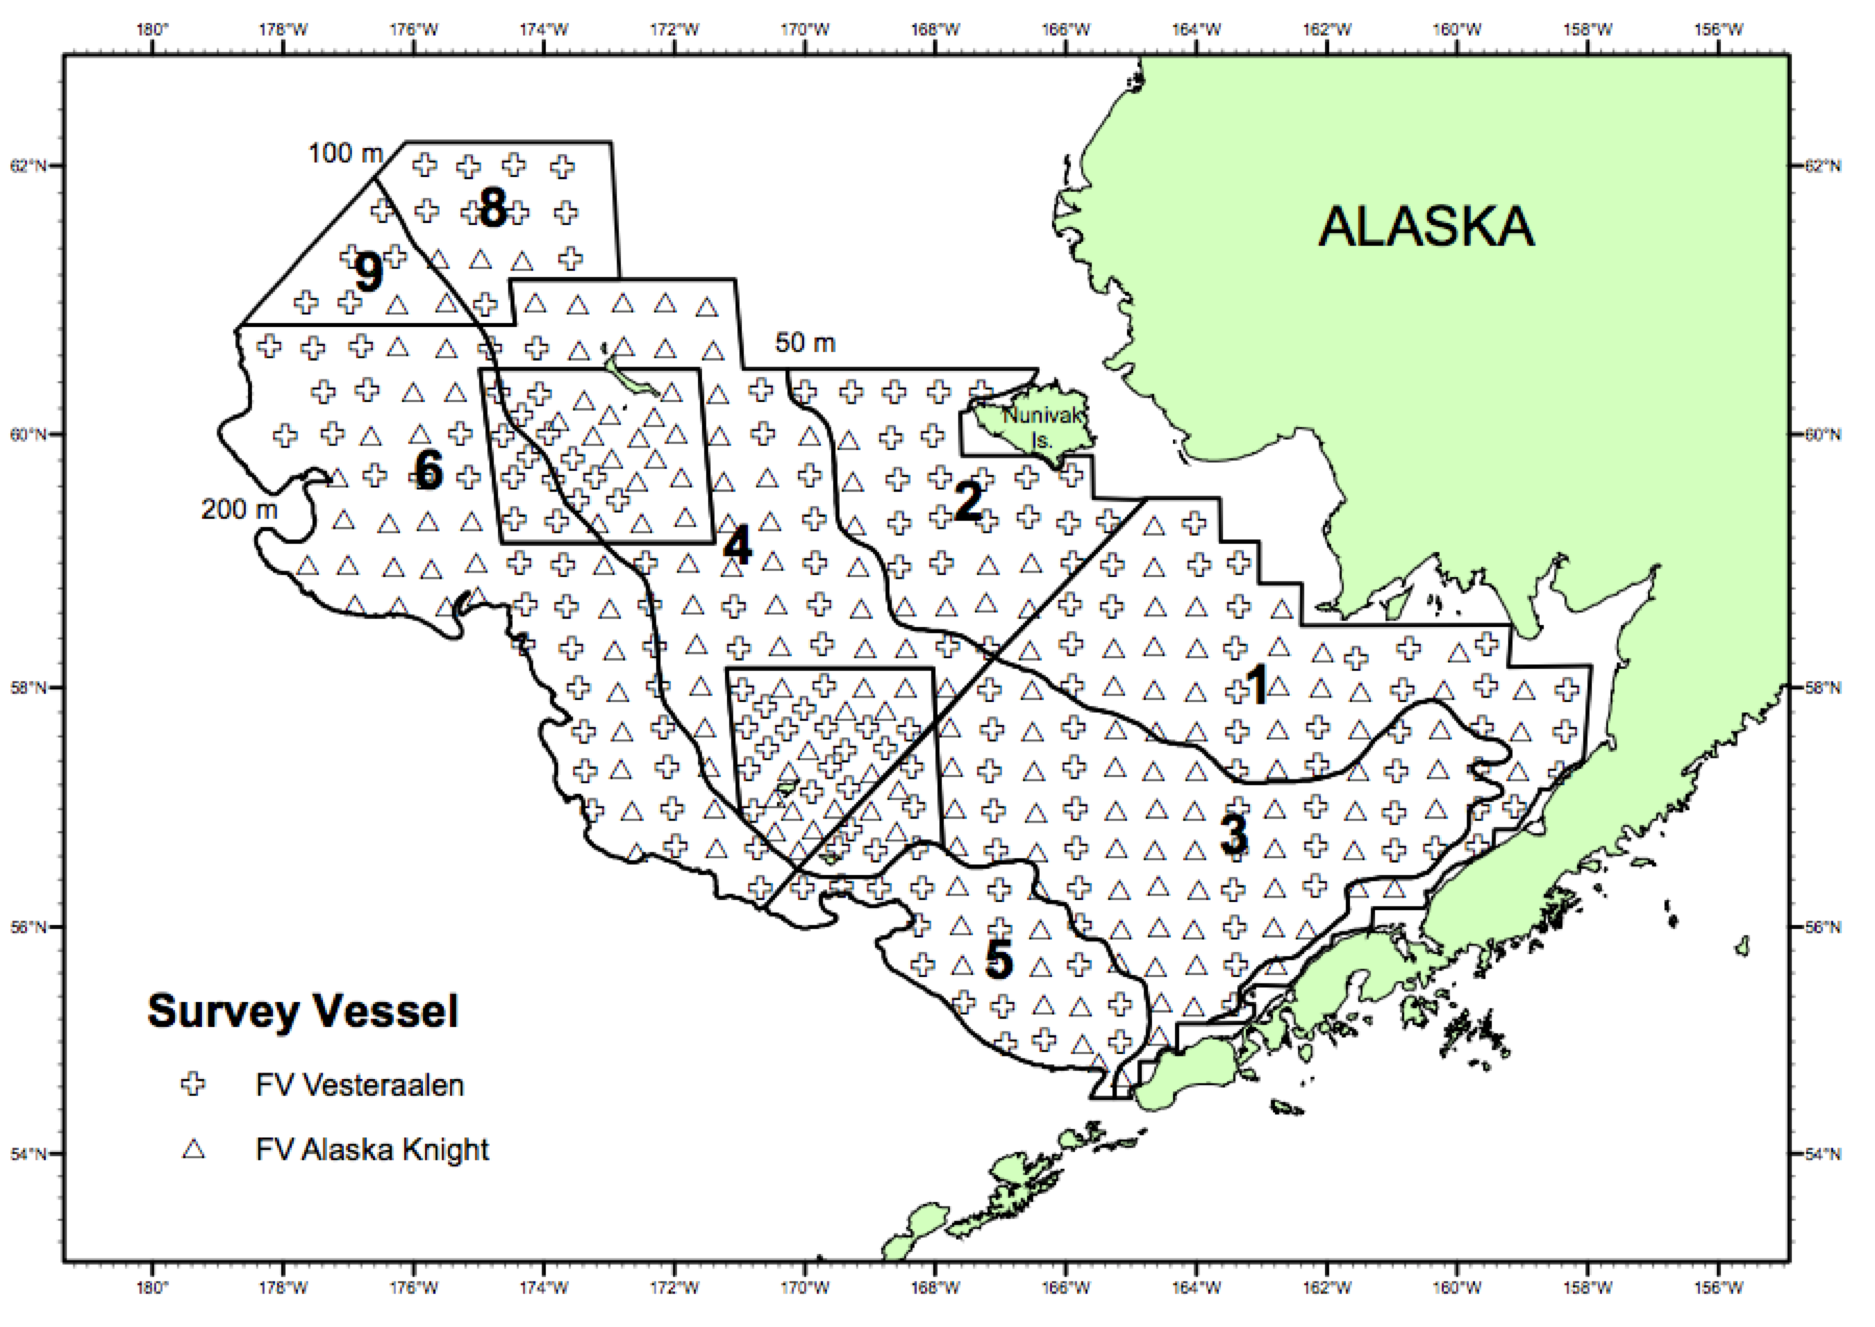 180° 178°W 176°W 174°W 172°W 170°W 168°W 166°W 164°W 162°W 160°W 158°W 156°W
100 m
62°N 62°N
8
ALASKA
9
50 m
Nunivak
Is.
60°N 60°N
6
2
200 m
4
58°N 58°N
1
3
56°N 56°N
5
Survey Vessel
FV Vesteraalen
FV Alaska Knight
54°N 54°N
180° 178°W 176°W 174°W 172°W 170°W 168°W 166°W 164°W 162°W 160°W 158°W 156°W